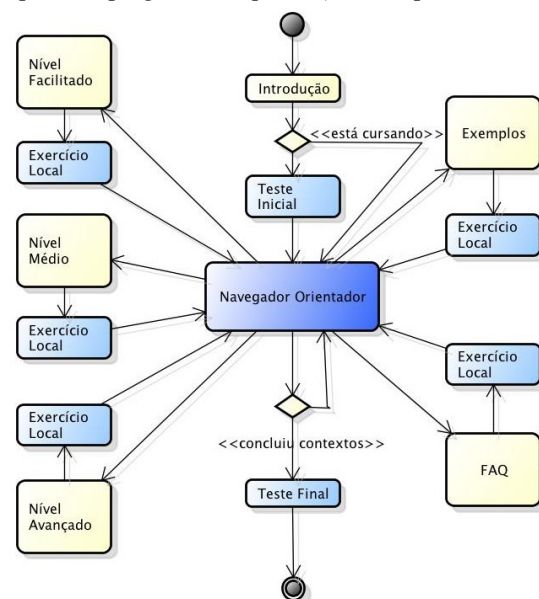 Nível
Facilitado
Introdução
<<está cursando>>
Exemplos
Exercício
Local
Teste
Inicial
Exercício
Local
Nível
Médio
Navegador Orientador
Exercício
Local
Exercício
Local
Exercício
Local
<<concluiu contextos>>
FAQ
Teste Final
Nível
Avançado